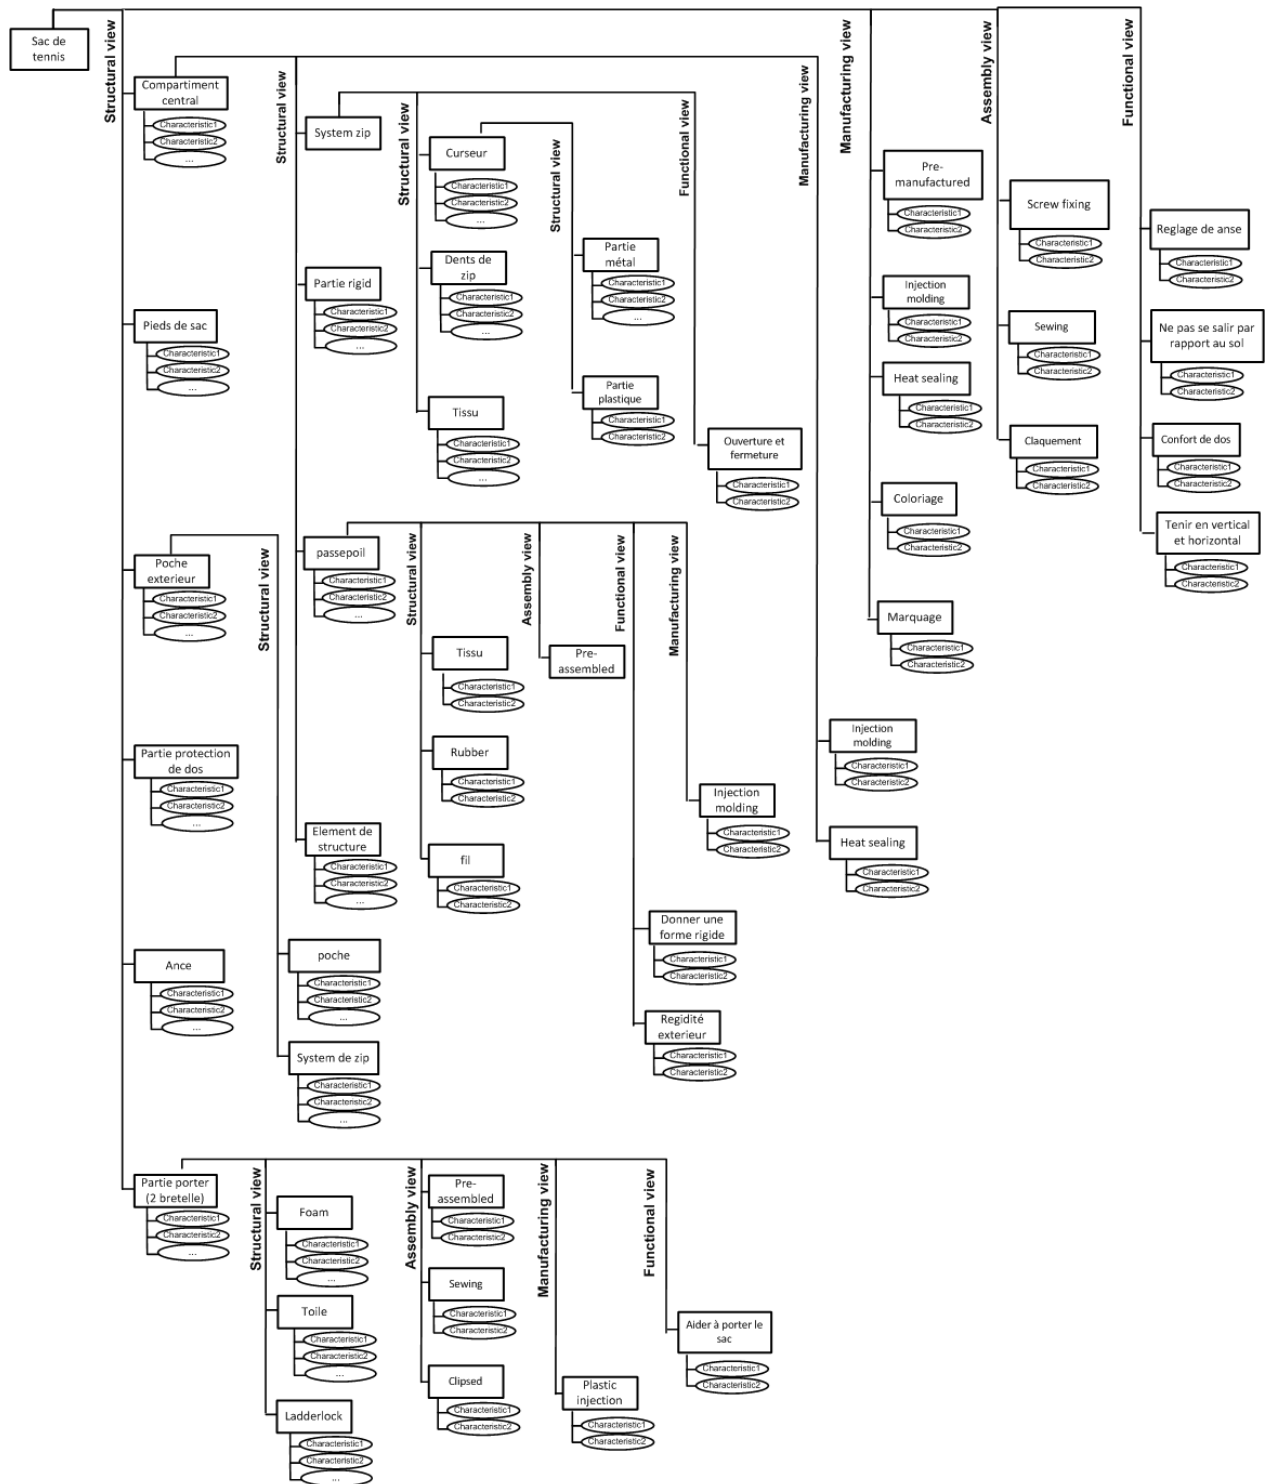 Sac de
tennis
Structural view
Compartiment
central
Characteristic1
Characteristic2
...
Pieds de sac
Characteristic1
Characteristic2
...
Poche
exterieur
Characteristic1
Characteristic2
...
Partie protection
de dos
Characteristic1
Characteristic2
...
Ance
Characteristic1
Characteristic2
...
Partie porter
(2 bretelle)
Characteristic1
Characteristic2
...
Structural view
System zip
Partie rigid
Characteristic1
Characteristic2
...
passepoil
Characteristic1
Characteristic2
...
Element de
structure
Characteristic1
Characteristic2
...
Structural view
Curseur
Characteristic1
Characteristic2
...
Dents de
zip
Characteristic1
Characteristic2
...
Tissu
Characteristic1
Characteristic2
...
Structural view
Partie
métal
Characteristic1
Characteristic2
...
Partie
plastique
Characteristic1
Characteristic2
Functional view
Ouverture et
fermeture
Characteristic1
Characteristic2
Structural view
Tissu
Characteristic1
Characteristic2
Rubber
Characteristic1
Characteristic2
fil
Characteristic1
Characteristic2
Assembly view
Pre-
assembled
Functional view
Donner une
forme rigide
Characteristic1
Characteristic2
Regidité
exterieur
Characteristic1
Characteristic2
Manufacturing view
Injection
molding
Characteristic1
Characteristic2
Manufacturing view
Injection
molding
Characteristic1
Characteristic2
Heat sealing
Characteristic1
Characteristic2
Structural view
poche
Characteristic1
Characteristic2
...
System de zip
Characteristic1
Characteristic2
...
Structural view
Foam
Characteristic1
Characteristic2
...
Toile
Characteristic1
Characteristic2
...
Ladderlock
Characteristic1
Characteristic2
...
Assembly view
Pre-
assembled
Characteristic1
Characteristic2
Sewing
Characteristic1
Characteristic2
Clipsed
Characteristic1
Characteristic2
Manufacturing view
Plastic
injection
Characteristic1
Characteristic2
Functional view
Aider à porter le
sac
Characteristic1
Characteristic2
Manufacturing view
Pre-
manufactured
Characteristic1
Characteristic2
Injection
molding
Characteristic1
Characteristic2
Heat sealing
Characteristic1
Characteristic2
Coloriage
Characteristic1
Characteristic2
Marquage
Characteristic1
Characteristic2
Assembly view
Screw fixing
Characteristic1
Characteristic2
Sewing
Characteristic1
Characteristic2
Claquement
Characteristic1
Characteristic2
Functional view
Reglage de anse
Characteristic1
Characteristic2
Ne pas se salir par
rapport au sol
Characteristic1
Characteristic2
Confort de dos
Characteristic1
Characteristic2
Tenir en vertical
et horizontal
Characteristic1
Characteristic2